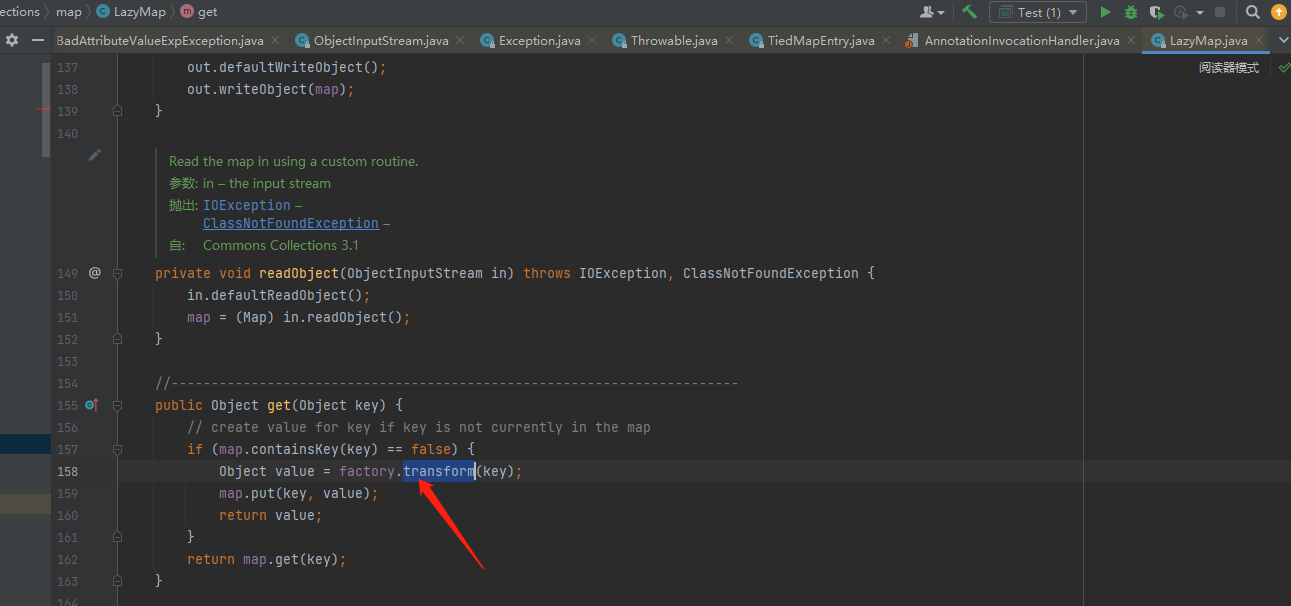 ections map LazyMap get Test (1)
BadAttributeValueExpException.java ObjectInputStream.java Exception.java Throwable.java TiedMapEntry.java AnnotationInvocationHandler.java LazyMap.java
阅读器模式
137 out.defaultWriteObject();
138 out.writeObject(map);
139 }
140
Read the map in using a custom routine.
参数: in – the input stream
抛出: IOException –
ClassNotFoundException –
自: Commons Collections 3.1
149 @ private void readObject(ObjectInputStream in) throws IOException, ClassNotFoundException {
150 in.defaultReadObject();
151 map = (Map) in.readObject();
152 }
153
154 //-----------------------------------------------------------------------
155 public Object get(Object key) {
156 // create value for key if key is not currently in the map
157 if (map.containsKey(key) == false) {
158 Object value = factory.transform(key);
159 map.put(key, value);
160 return value;
161 }
162 return map.get(key);
163 }
164